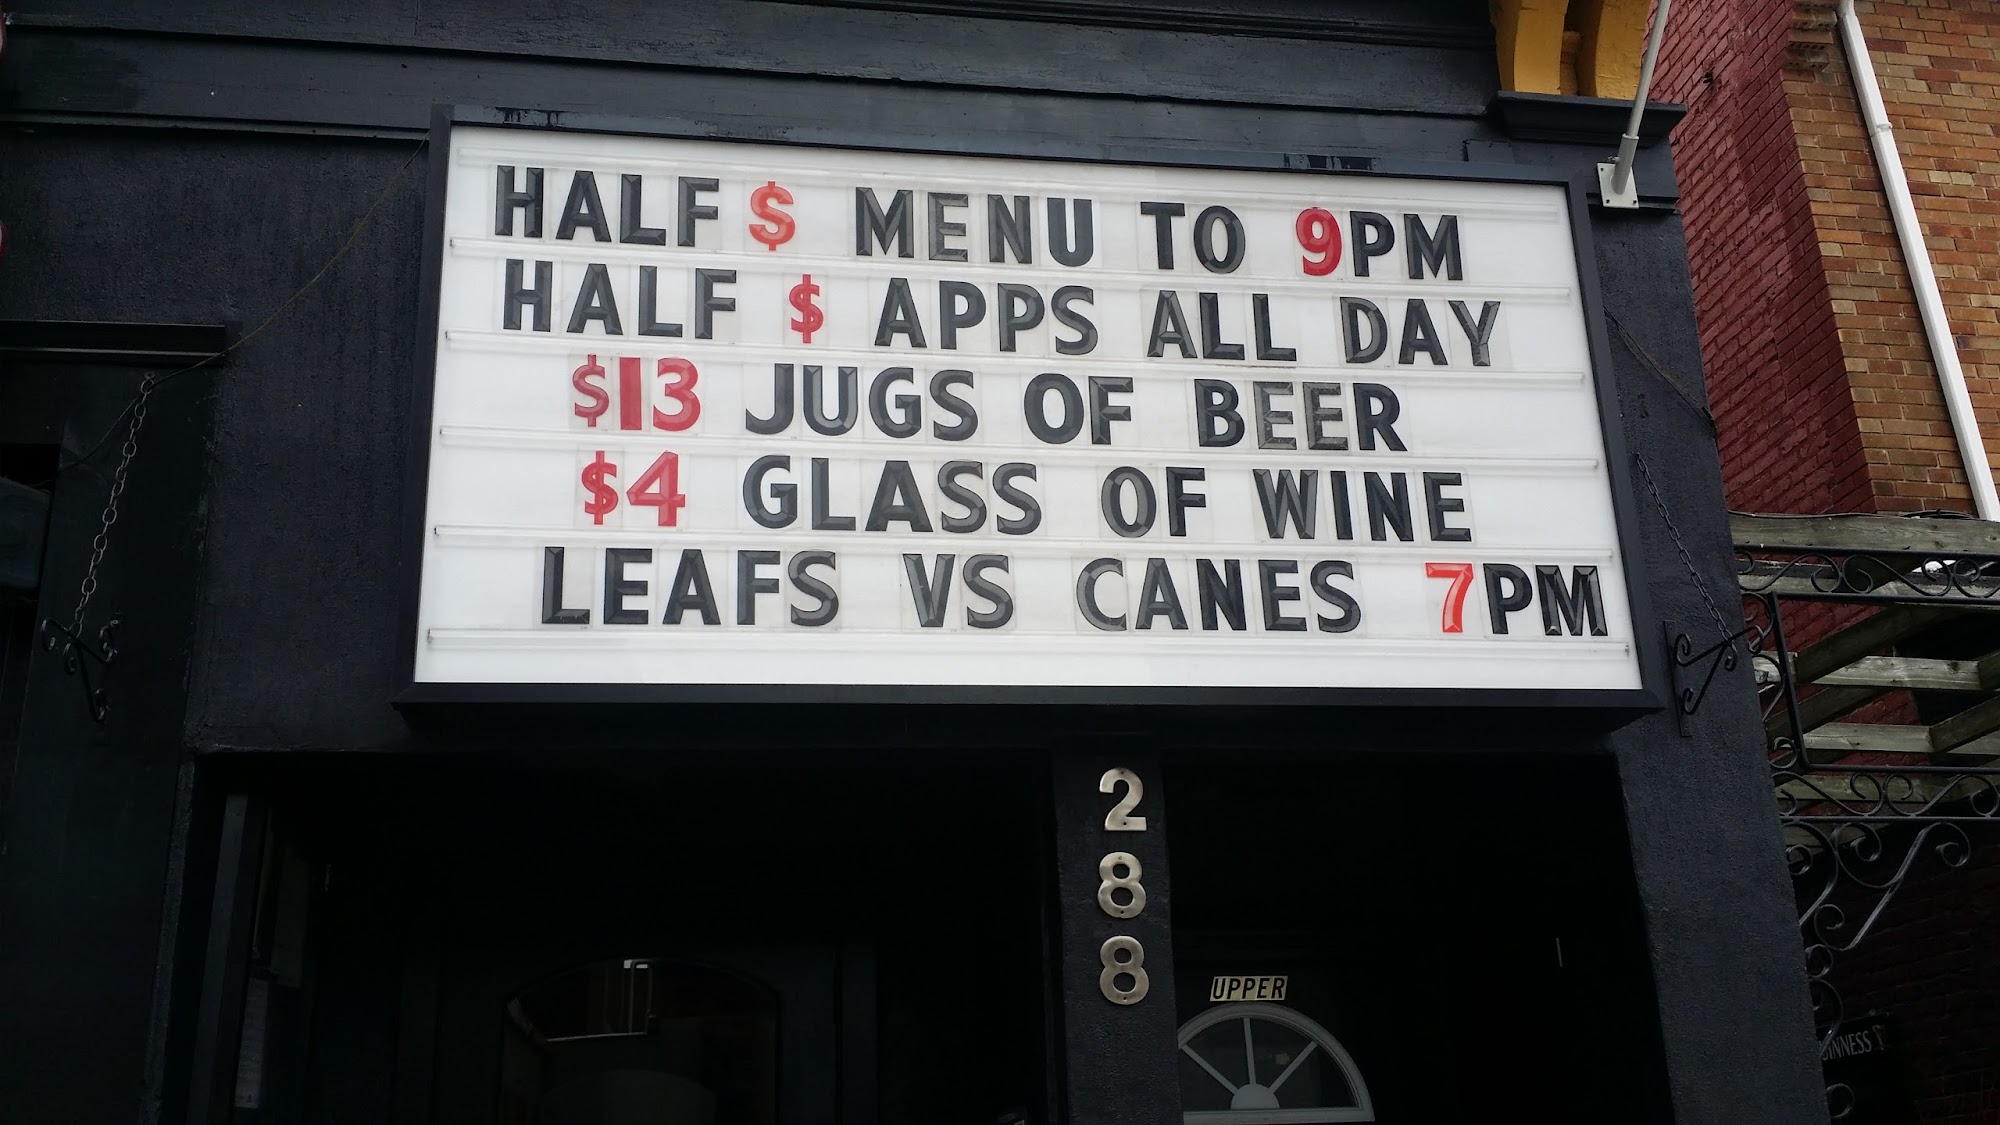 HALF $ MENU TO 9PM
HALF $ APPS ALL DAY
$13 JUGS OF BEER
$4 GLASS OF WINE
LEAFS VS CANES 7PM
288
UPPER
GUINNESS